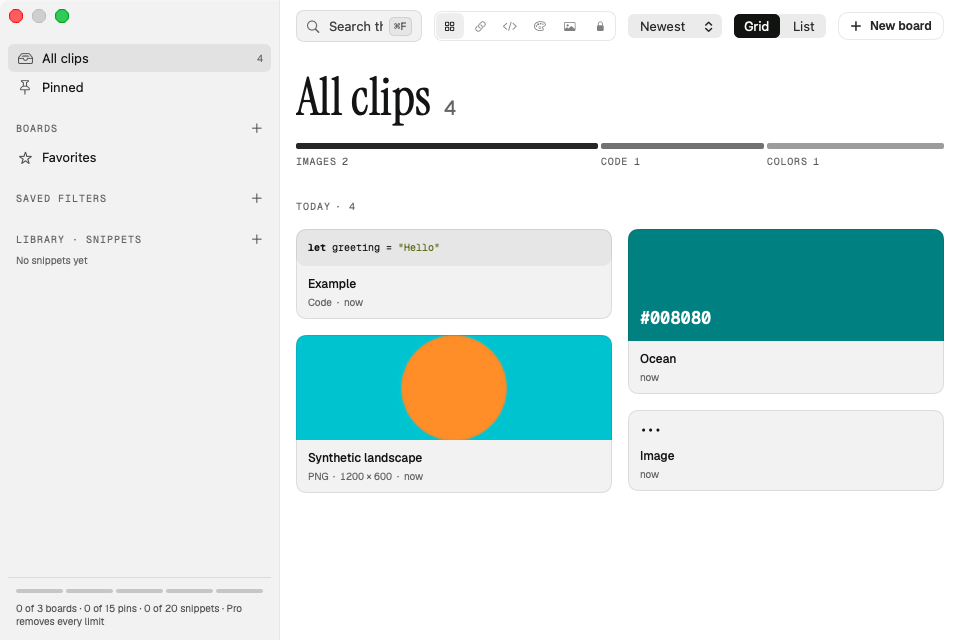 All clips 4
Pinned
BOARDS
Favorites
SAVED FILTERS
LIBRARY · SNIPPETS
No snippets yet
0 of 3 boards · 0 of 15 pins · 0 of 20 snippets · Pro
removes every limit
Search th ⌘F
</>
Newest
Grid List
+ New board
All clips 4
IMAGES 2 CODE 1 COLORS 1
TODAY · 4
let greeting = "Hello"
Example
Code · now
Synthetic landscape
PNG · 1200 × 600 · now
#008080
Ocean
now
...
Image
now